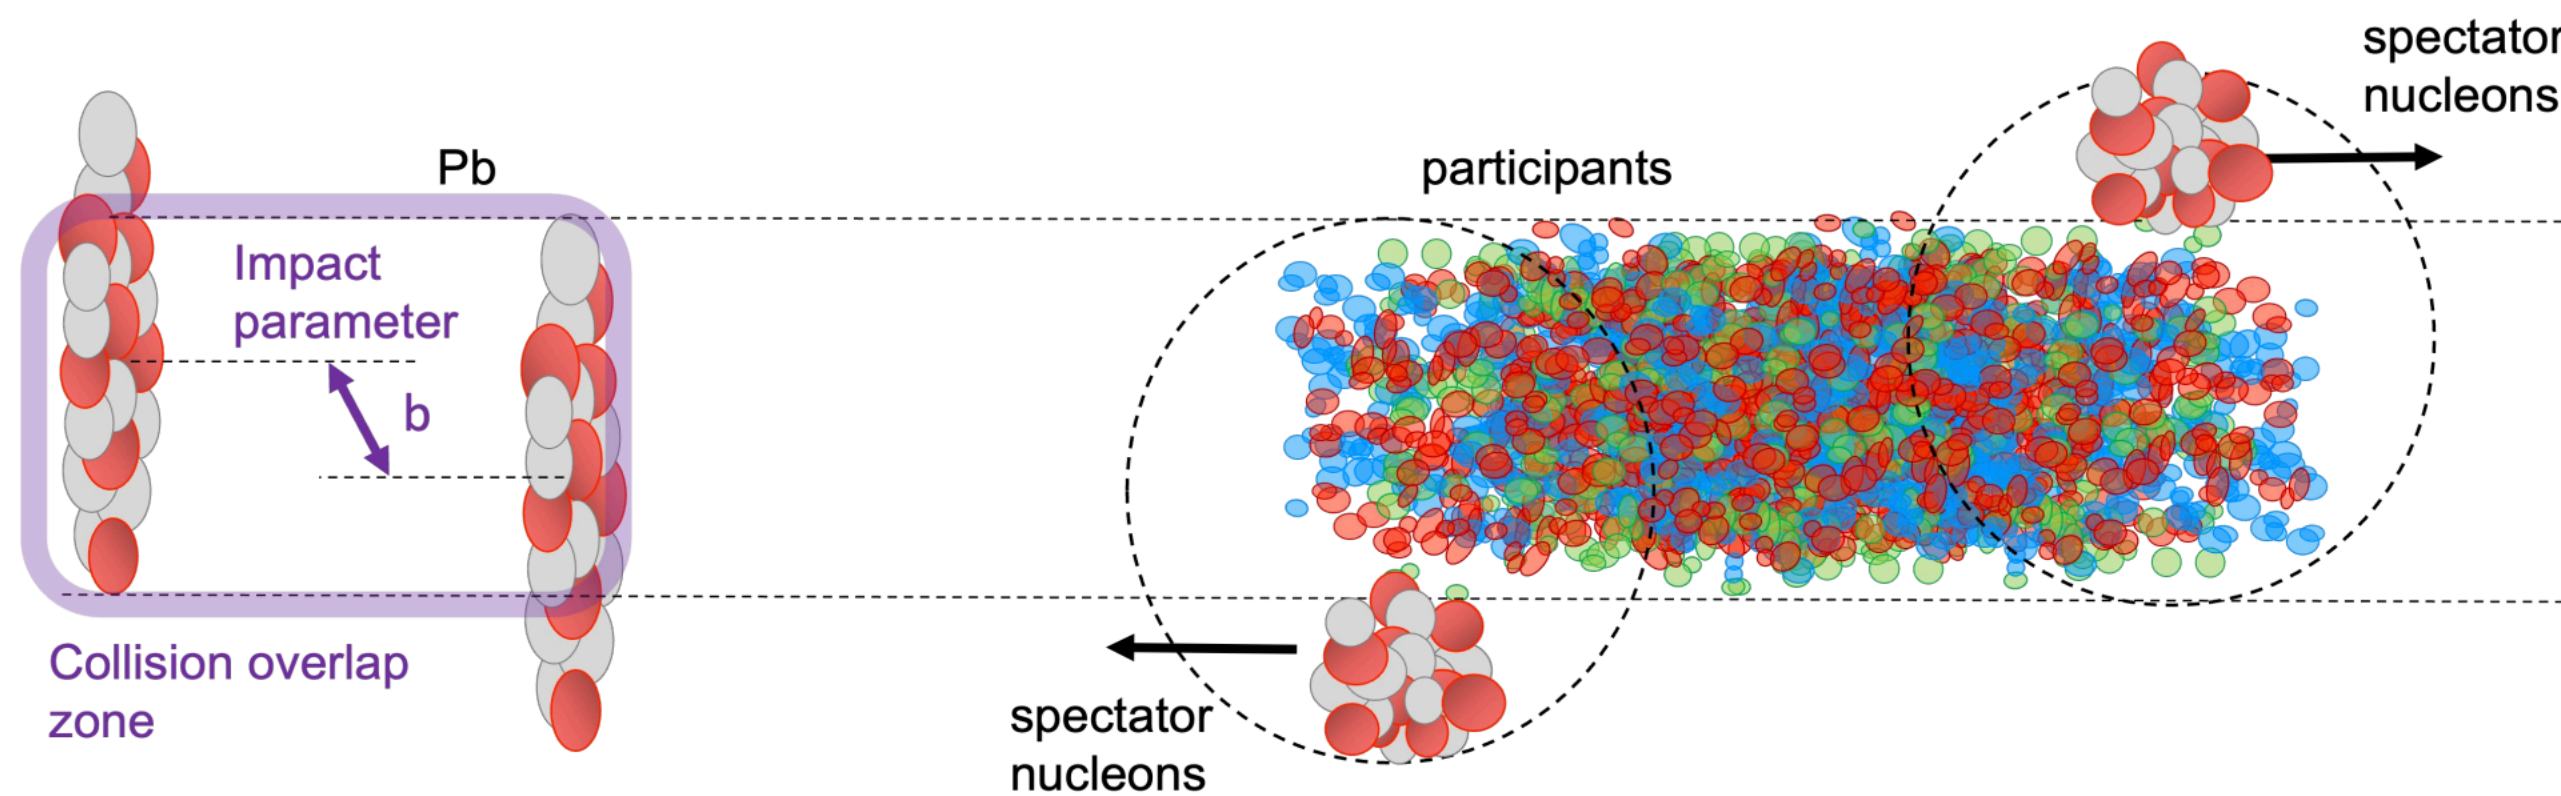 Pb
Impact
parameter
b
Collision overlap
zone
participants
spectator
nucleons
spectator
nucleons